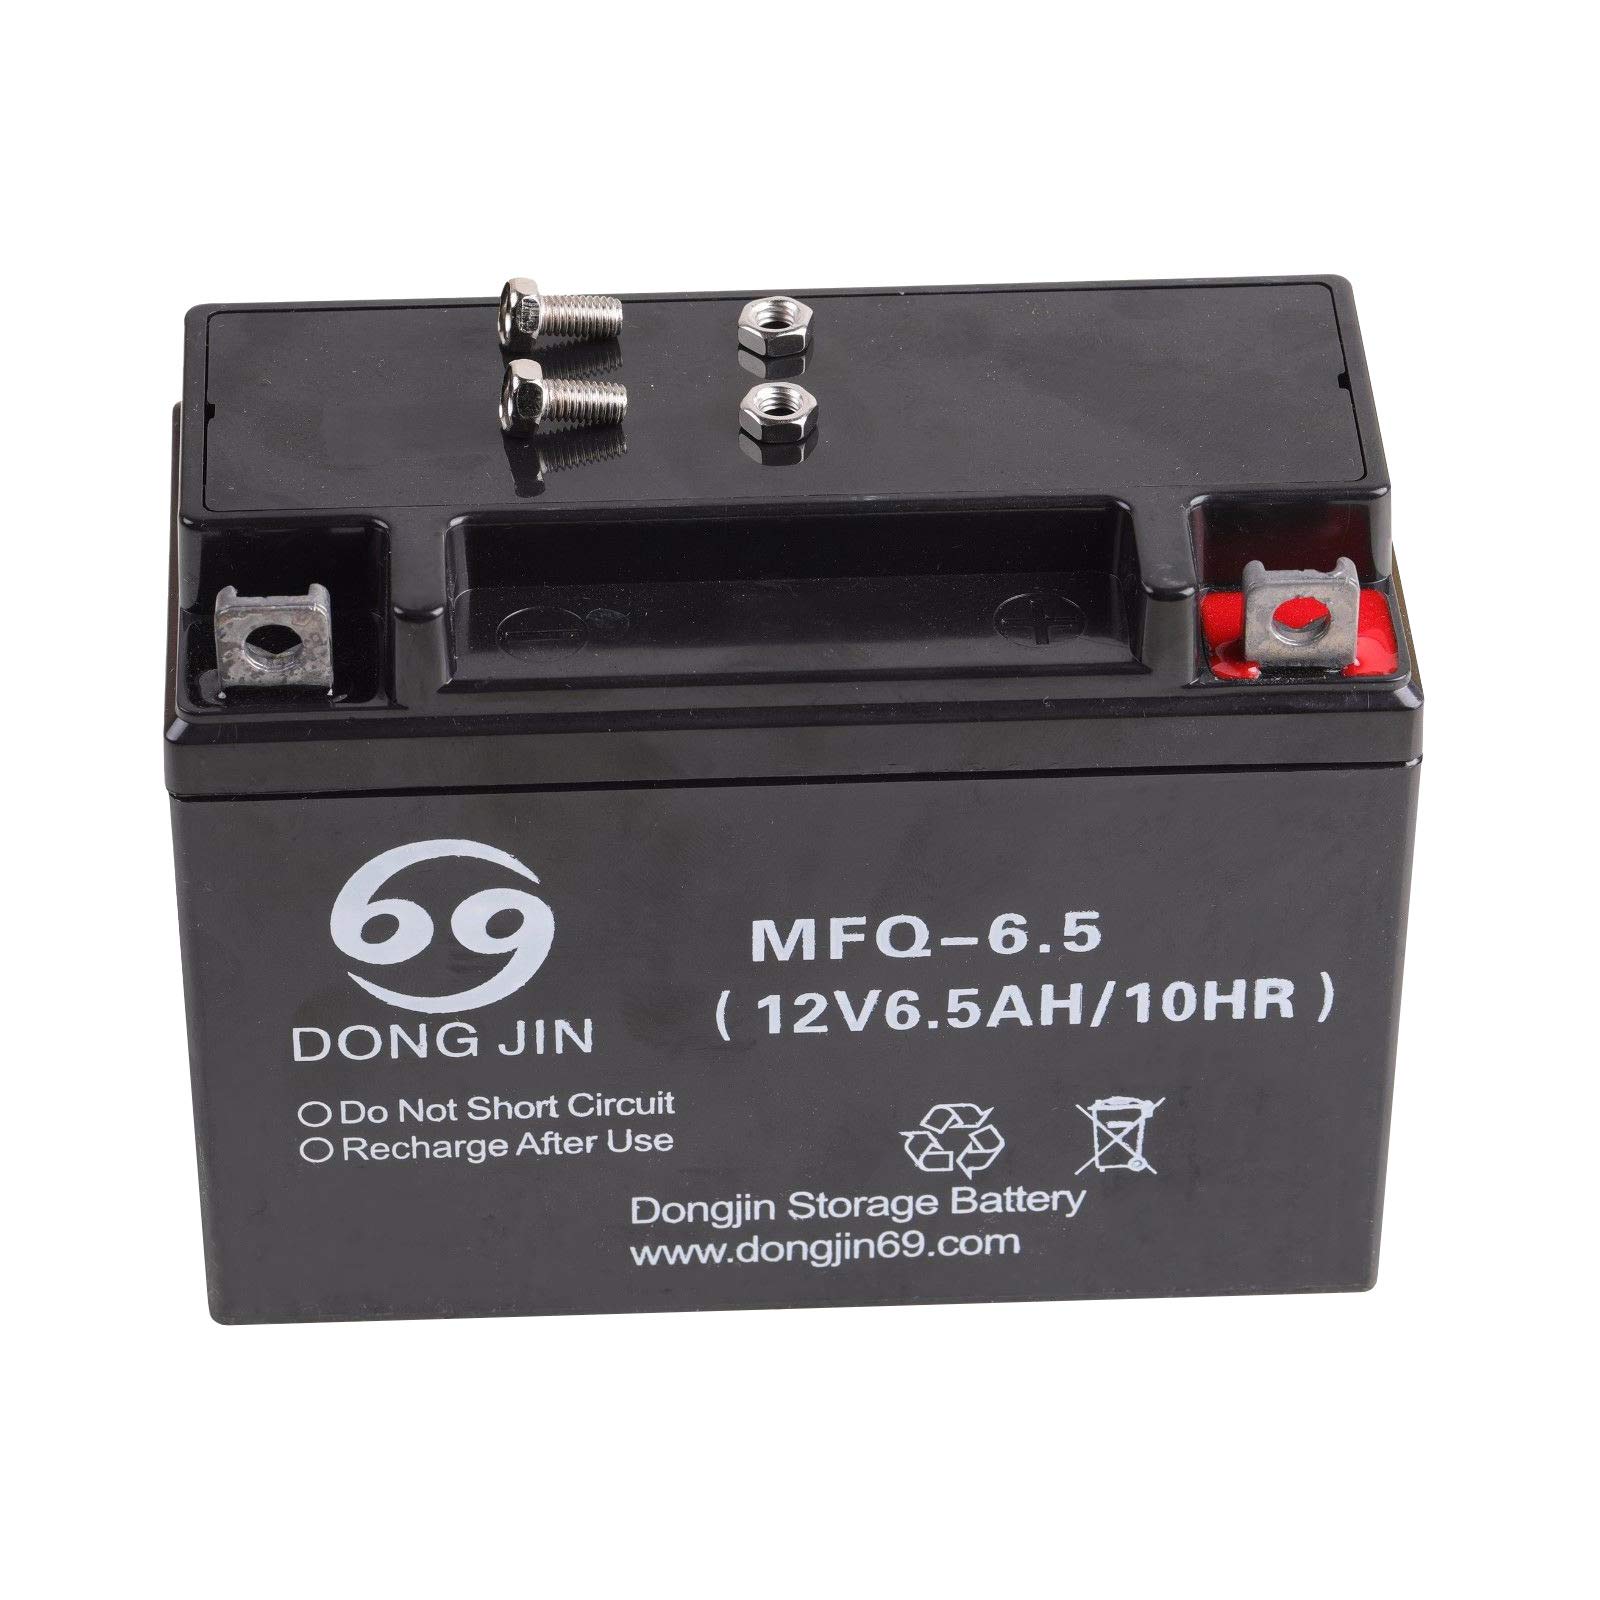 − +
69
DONG JIN
MFQ-6.5
(12V6.5AH/10HR)
Do Not Short Circuit
Recharge After Use
Dongjin Storage Battery
www.dongjin69.com